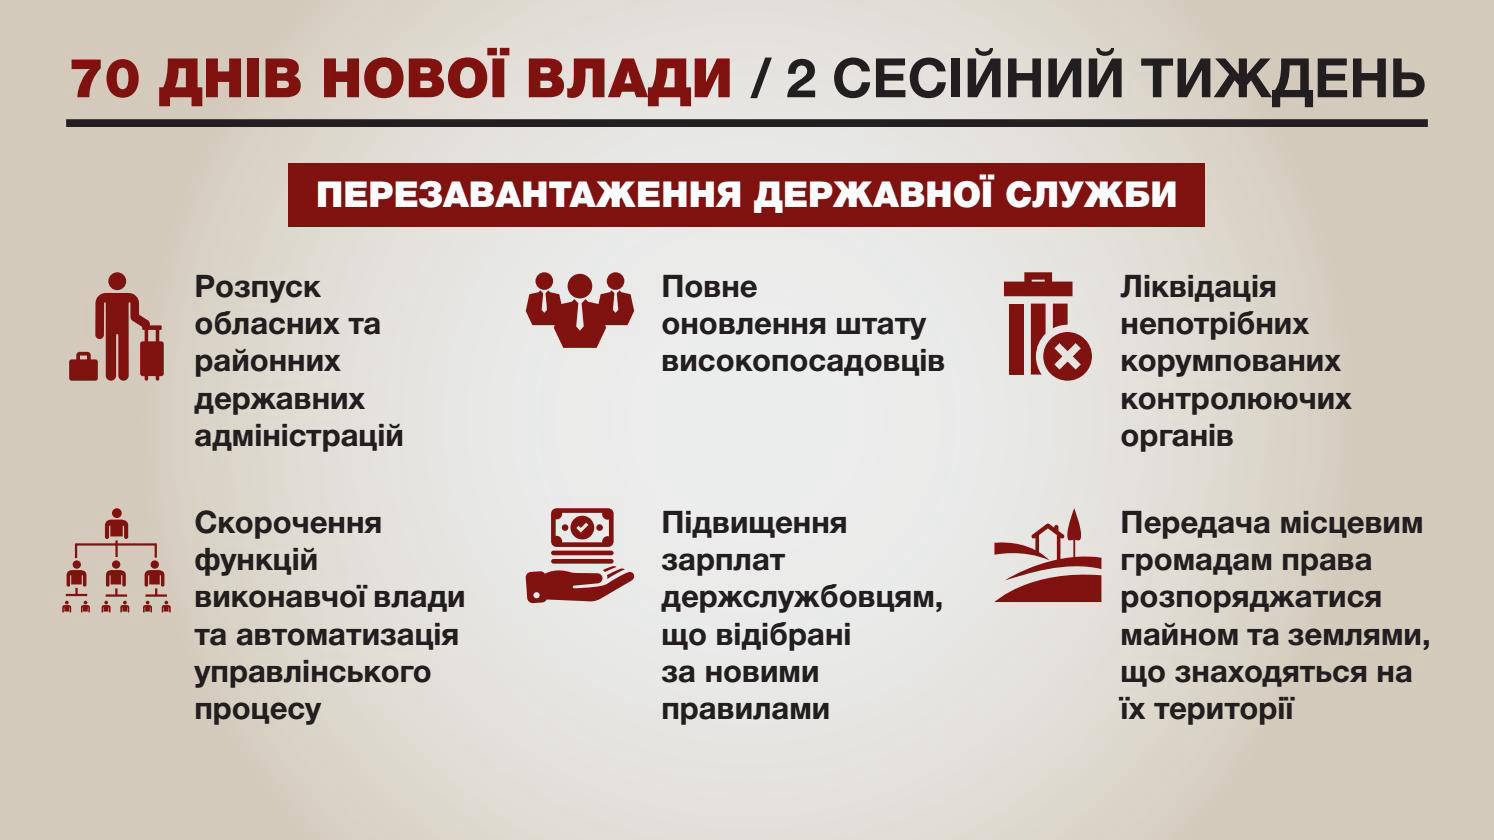 70 ДНІВ НОВОЇ ВЛАДИ / 2 СЕСІЙНИЙ ТИЖДЕНЬ
ПЕРЕЗАВАНТАЖЕННЯ ДЕРЖАВНОЇ СЛУЖБИ
Розпуск
обласних та
районних
державних
адміністрацій
Повне
оновлення штату
високопосадовців
Ліквідація
непотрібних
корумпованих
контролюючих
органів
Скорочення
функцій
виконавчої влади
та автоматизація
управлінського
процесу
Підвищення
зарплат
держслужбовцям,
що відібрані
за новими
правилами
Передача місцевим
громадам права
розпоряджатися
майном та землями,
що знаходяться на
їх території